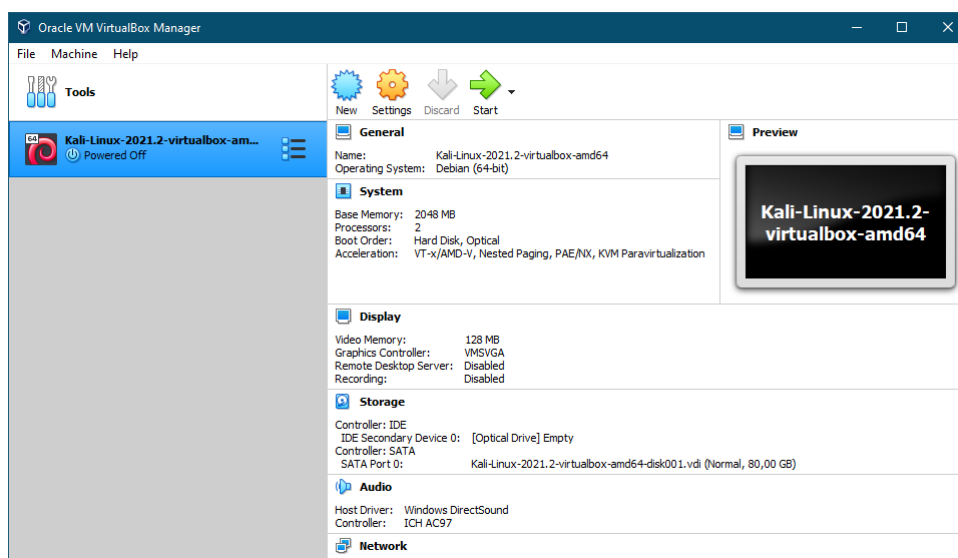 Oracle VM VirtualBox Manager
File Machine Help
Tools
New Settings Discard Start
64
Kali-Linux-2021.2-virtualbox-am...
Powered Off
General
Name: Kali-Linux-2021.2-virtualbox-amd64
Operating System: Debian (64-bit)
System
Base Memory: 2048 MB
Processors: 2
Boot Order: Hard Disk, Optical
Acceleration: VT-x/AMD-V, Nested Paging, PAE/NX, KVM Paravirtualization
Preview
Kali-Linux-2021.2-
virtualbox-amd64
Display
Video Memory: 128 MB
Graphics Controller: VMSVGA
Remote Desktop Server: Disabled
Recording: Disabled
Storage
Controller: IDE
IDE Secondary Device 0: [Optical Drive] Empty
Controller: SATA
SATA Port 0: Kali-Linux-2021.2-virtualbox-amd64-disk001.vdi (Normal, 80,00 GB)
Audio
Host Driver: Windows DirectSound
Controller: ICH AC97
Network